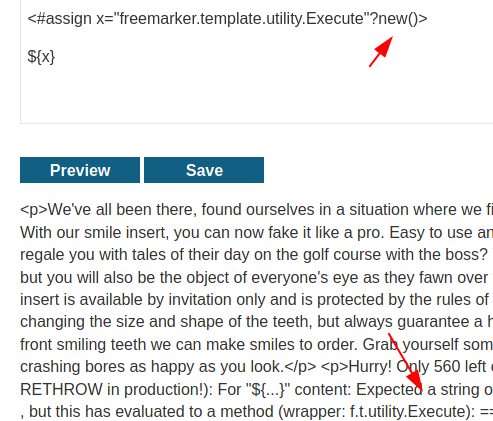 <#assign x="freemarker.template.utility.Execute"?new()>
${x}
Preview Save
<p>We've all been there, found ourselves in a situation where we fi
With our smile insert, you can now fake it like a pro. Easy to use an
regale you with tales of their day on the golf course with the boss?
but you will also be the object of everyone's eye as they fawn over
insert is available by invitation only and is protected by the rules of
changing the size and shape of the teeth, but always guarantee a h
front smiling teeth we can make smiles to order. Grab yourself som
crashing bores as happy as you look.</p> <p>Hurry! Only 560 left
RETHROW in production!): For "${...}" content: Expected a string o
, but this has evaluated to a method (wrapper: f.t.utility.Execute): ==